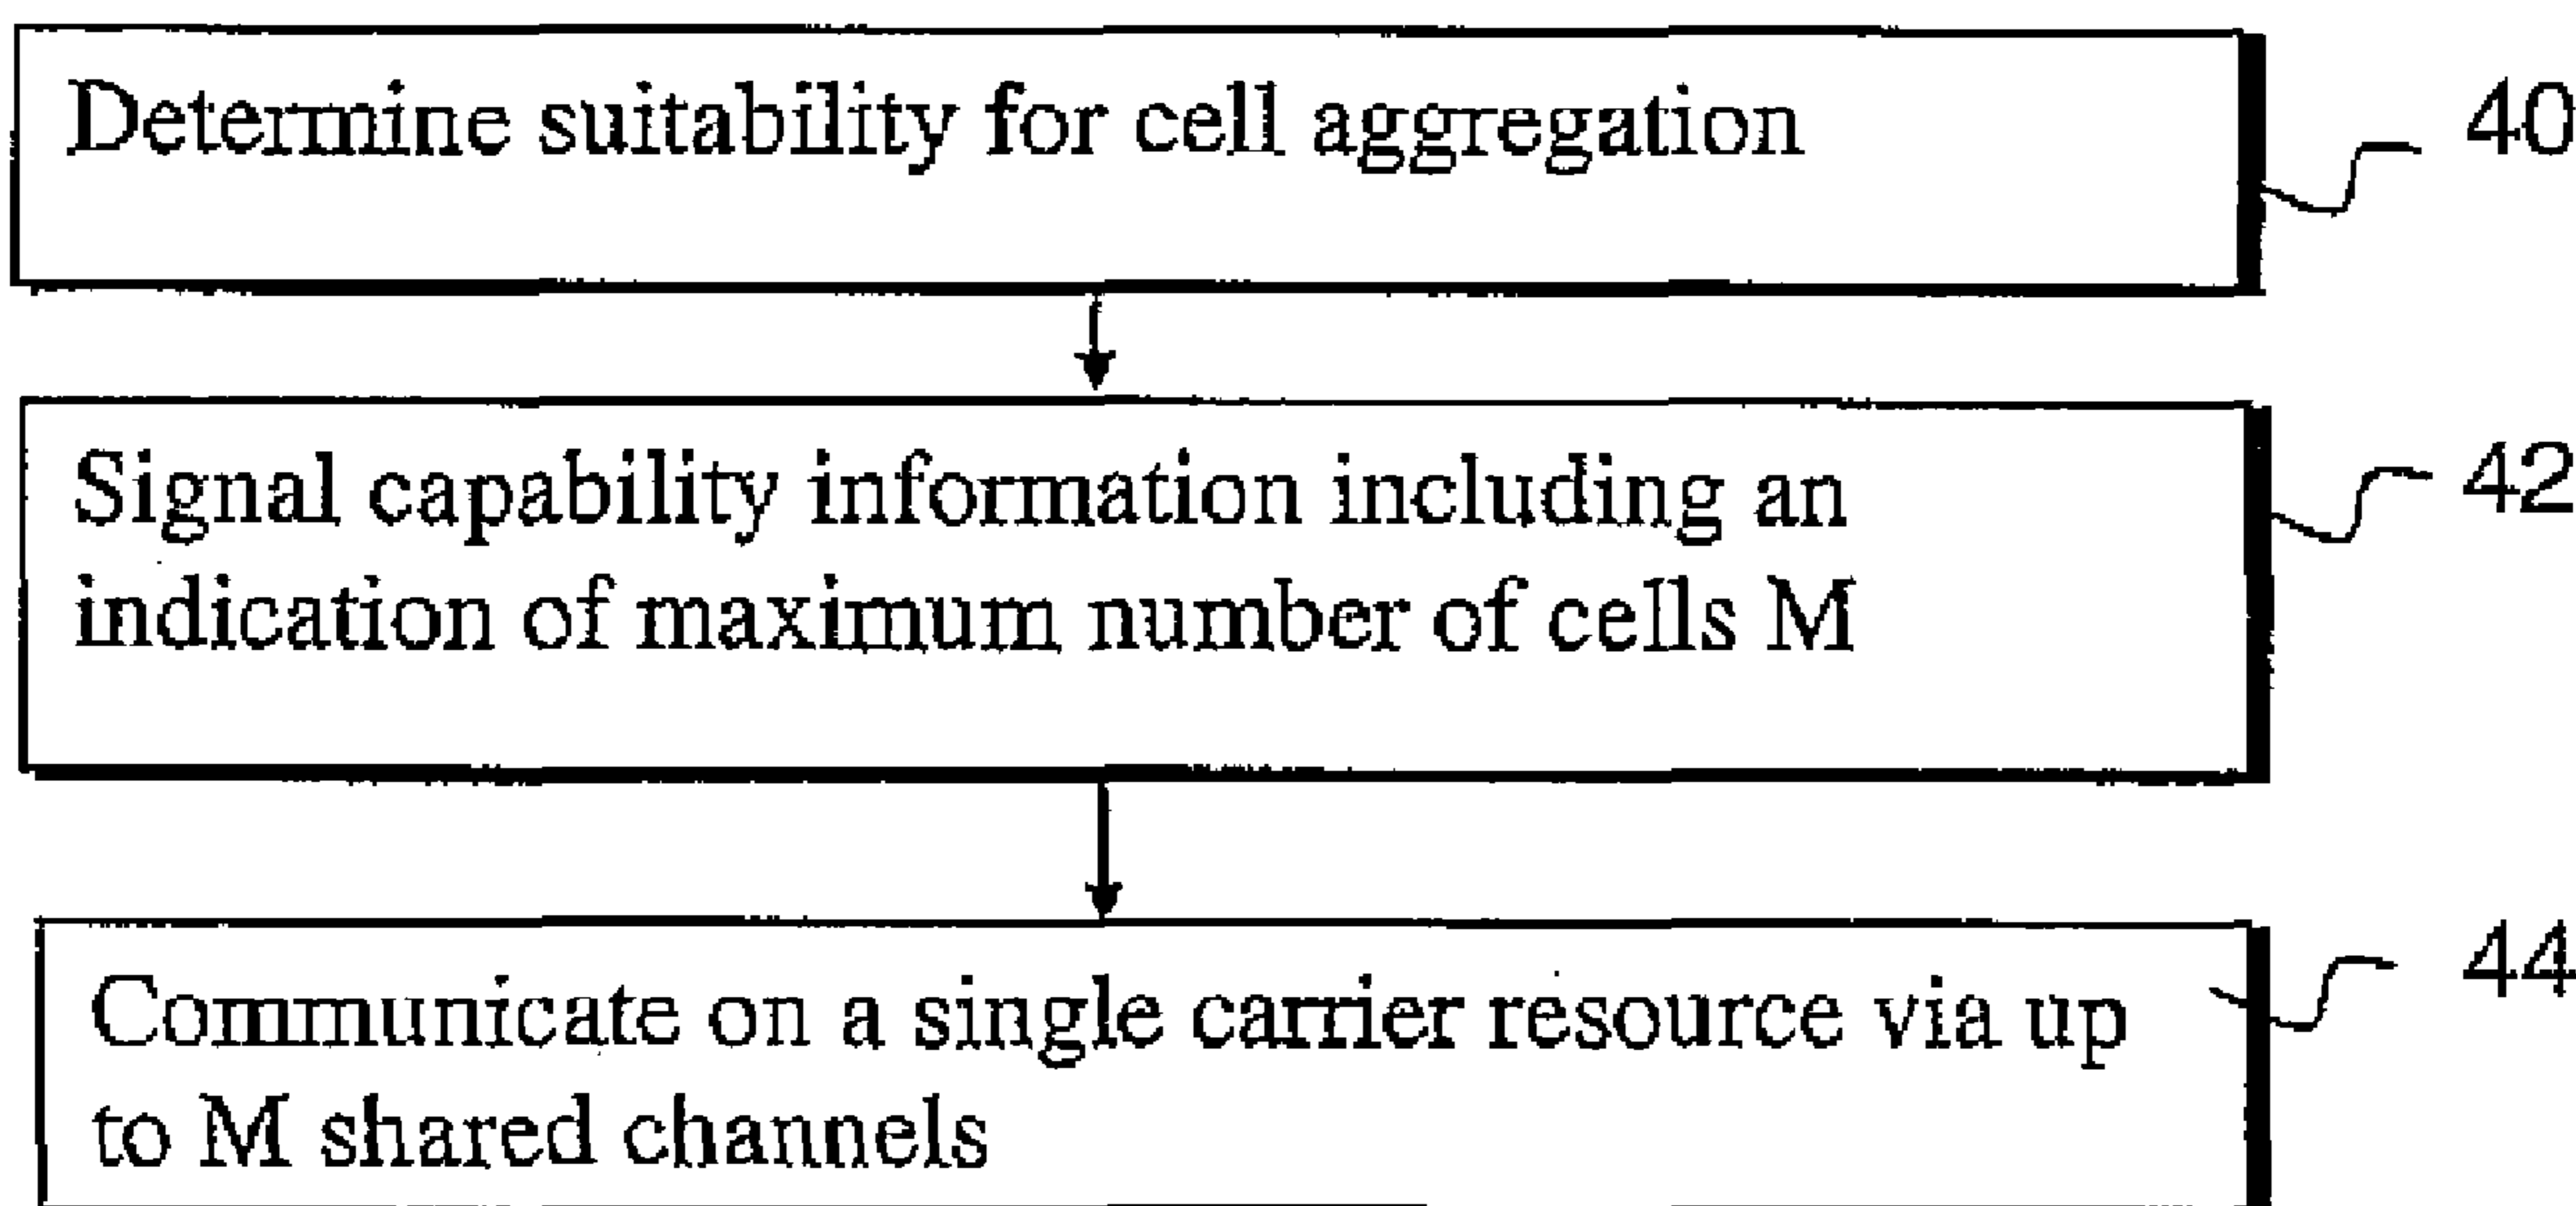 Determine suitability for cell aggregation
40
Signal capability information including an
indication of maximum number of cells M
42
Communicate on a single carrier resource via up
to M shared channels
44